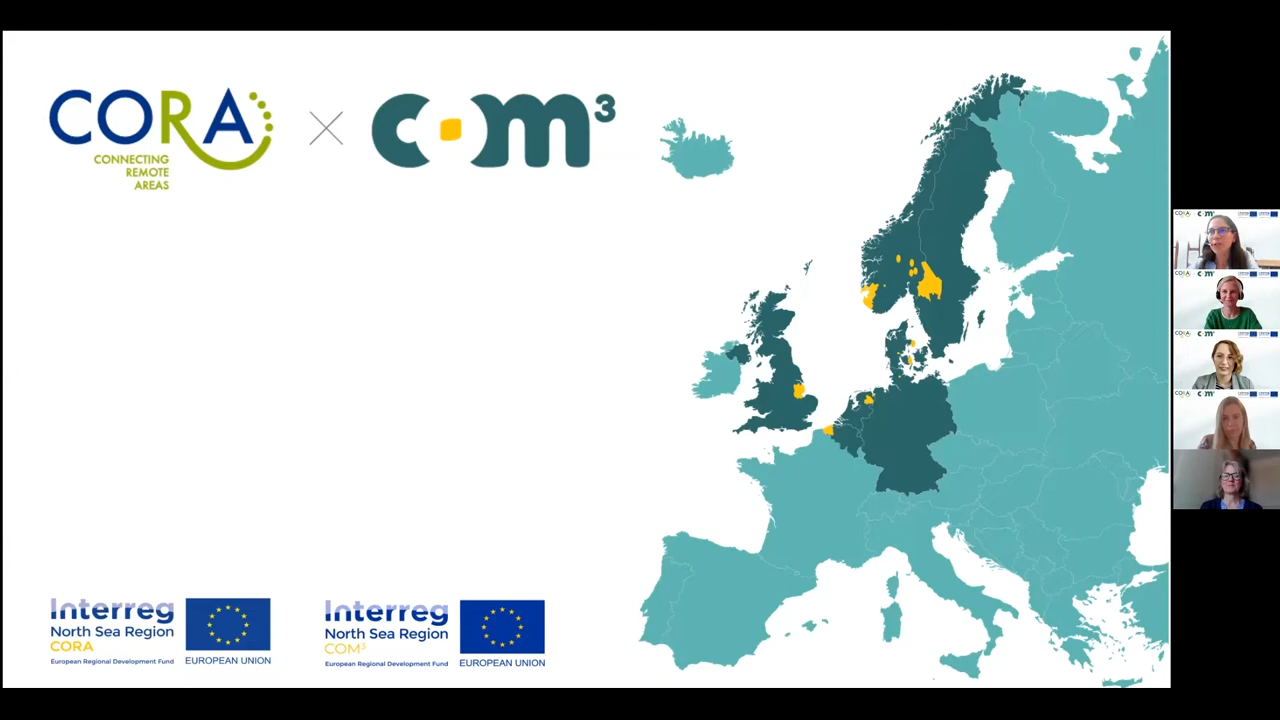 CORA
CONNECTING
REMOTE
AREAS
com³
Interreg
North Sea Region
CORA
European Regional Development Fund
EUROPEAN UNION
Interreg
North Sea Region
COM³
European Regional Development Fund
EUROPEAN UNION